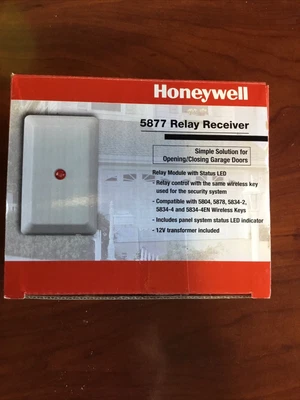 Honeywell
5877 Relay Receiver
Simple Solution for
Opening/Closing Garage Doors
Relay Module with Status LED
- Relay control with the same wireless key
used for the security system
- Compatible with 5804, 5878, 5834-2,
5834-4 and 5834-4EN Wireless Keys
- Includes panel system status LED indicator
- 12V transformer included